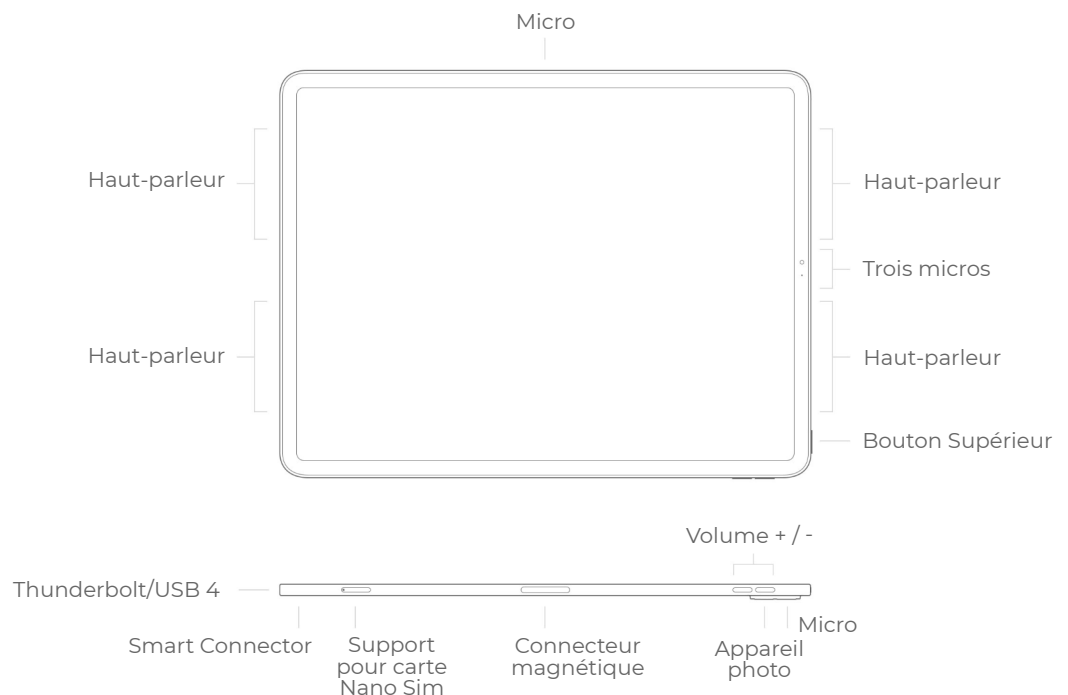 Micro
Haut-parleur
Haut-parleur
Trois micros
Haut-parleur
Haut-parleur
Bouton Supérieur
Volume + / -
Thunderbolt/USB 4
Micro
Smart Connector
Support
pour carte
Nano Sim
Connecteur
magnétique
Appareil
photo